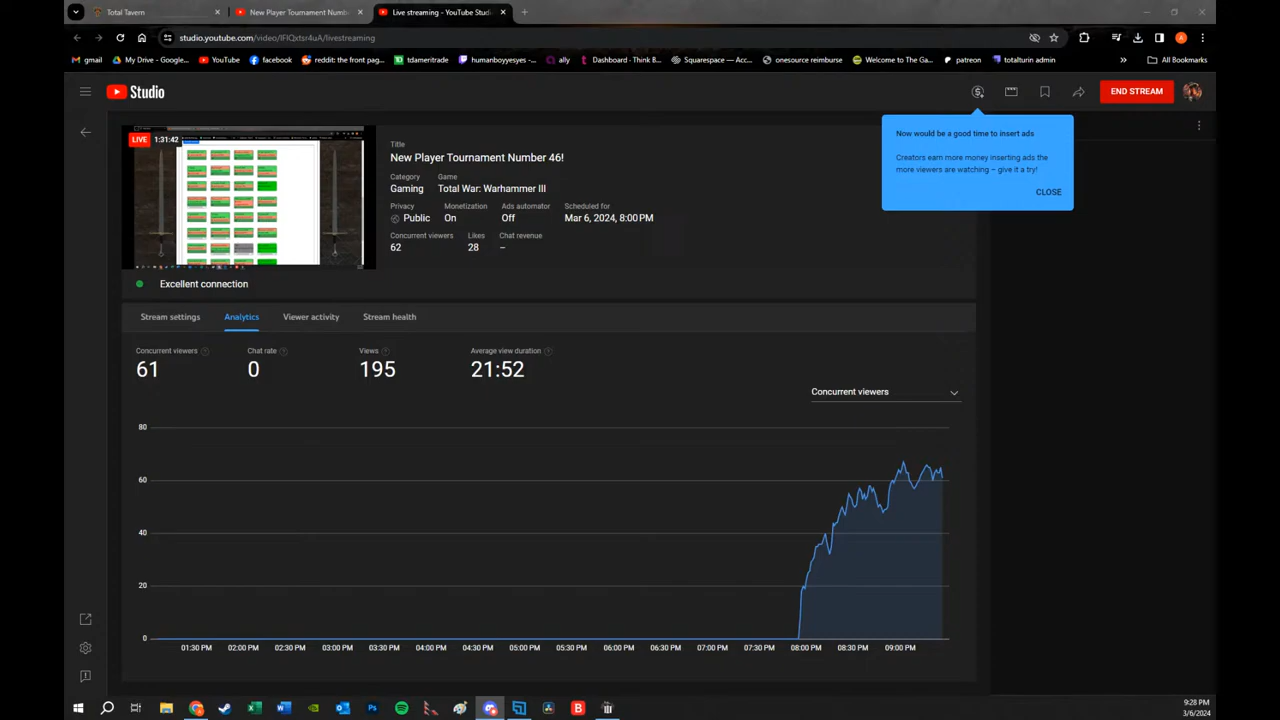 Total Tavern
New Player Tournament Numb
Live streaming - YouTube Studi
studio.youtube.com/video/
/livestreaming
gmail
My Drive - Google...
YouTube
facebook
reddit: the front pag...
tdameritrade
humanboyyesyes - ...
ally
Dashboard - Think B...
Squarespace — Acc...
onesource reimburse
Welcome to The Ga...
patreon
totalturin admin
»
All Bookmarks
Studio
END STREAM
Now would be a good time to insert ads
Creators earn more money inserting ads the
more viewers are watching – give it a try!
CLOSE
LIVE 1:31:42
Title
New Player Tournament Number 46!
Category Game
Gaming Total War: Warhammer III
Privacy Monetization Ads automator Scheduled for
Public On Off Mar 6, 2024, 8:00 PM
Concurrent viewers Likes Chat revenue
62 28 –
Excellent connection
Stream settings Analytics Viewer activity Stream health
Concurrent viewers Chat rate Views Average view duration
61 0 195 21:52
Concurrent viewers
80
60
40
20
0
01:30 PM 02:00 PM 02:30 PM 03:00 PM 03:30 PM 04:00 PM 04:30 PM 05:00 PM 05:30 PM 06:00 PM 06:30 PM 07:00 PM 07:30 PM 08:00 PM 08:30 PM 09:00 PM
9:28 PM
3/6/2024